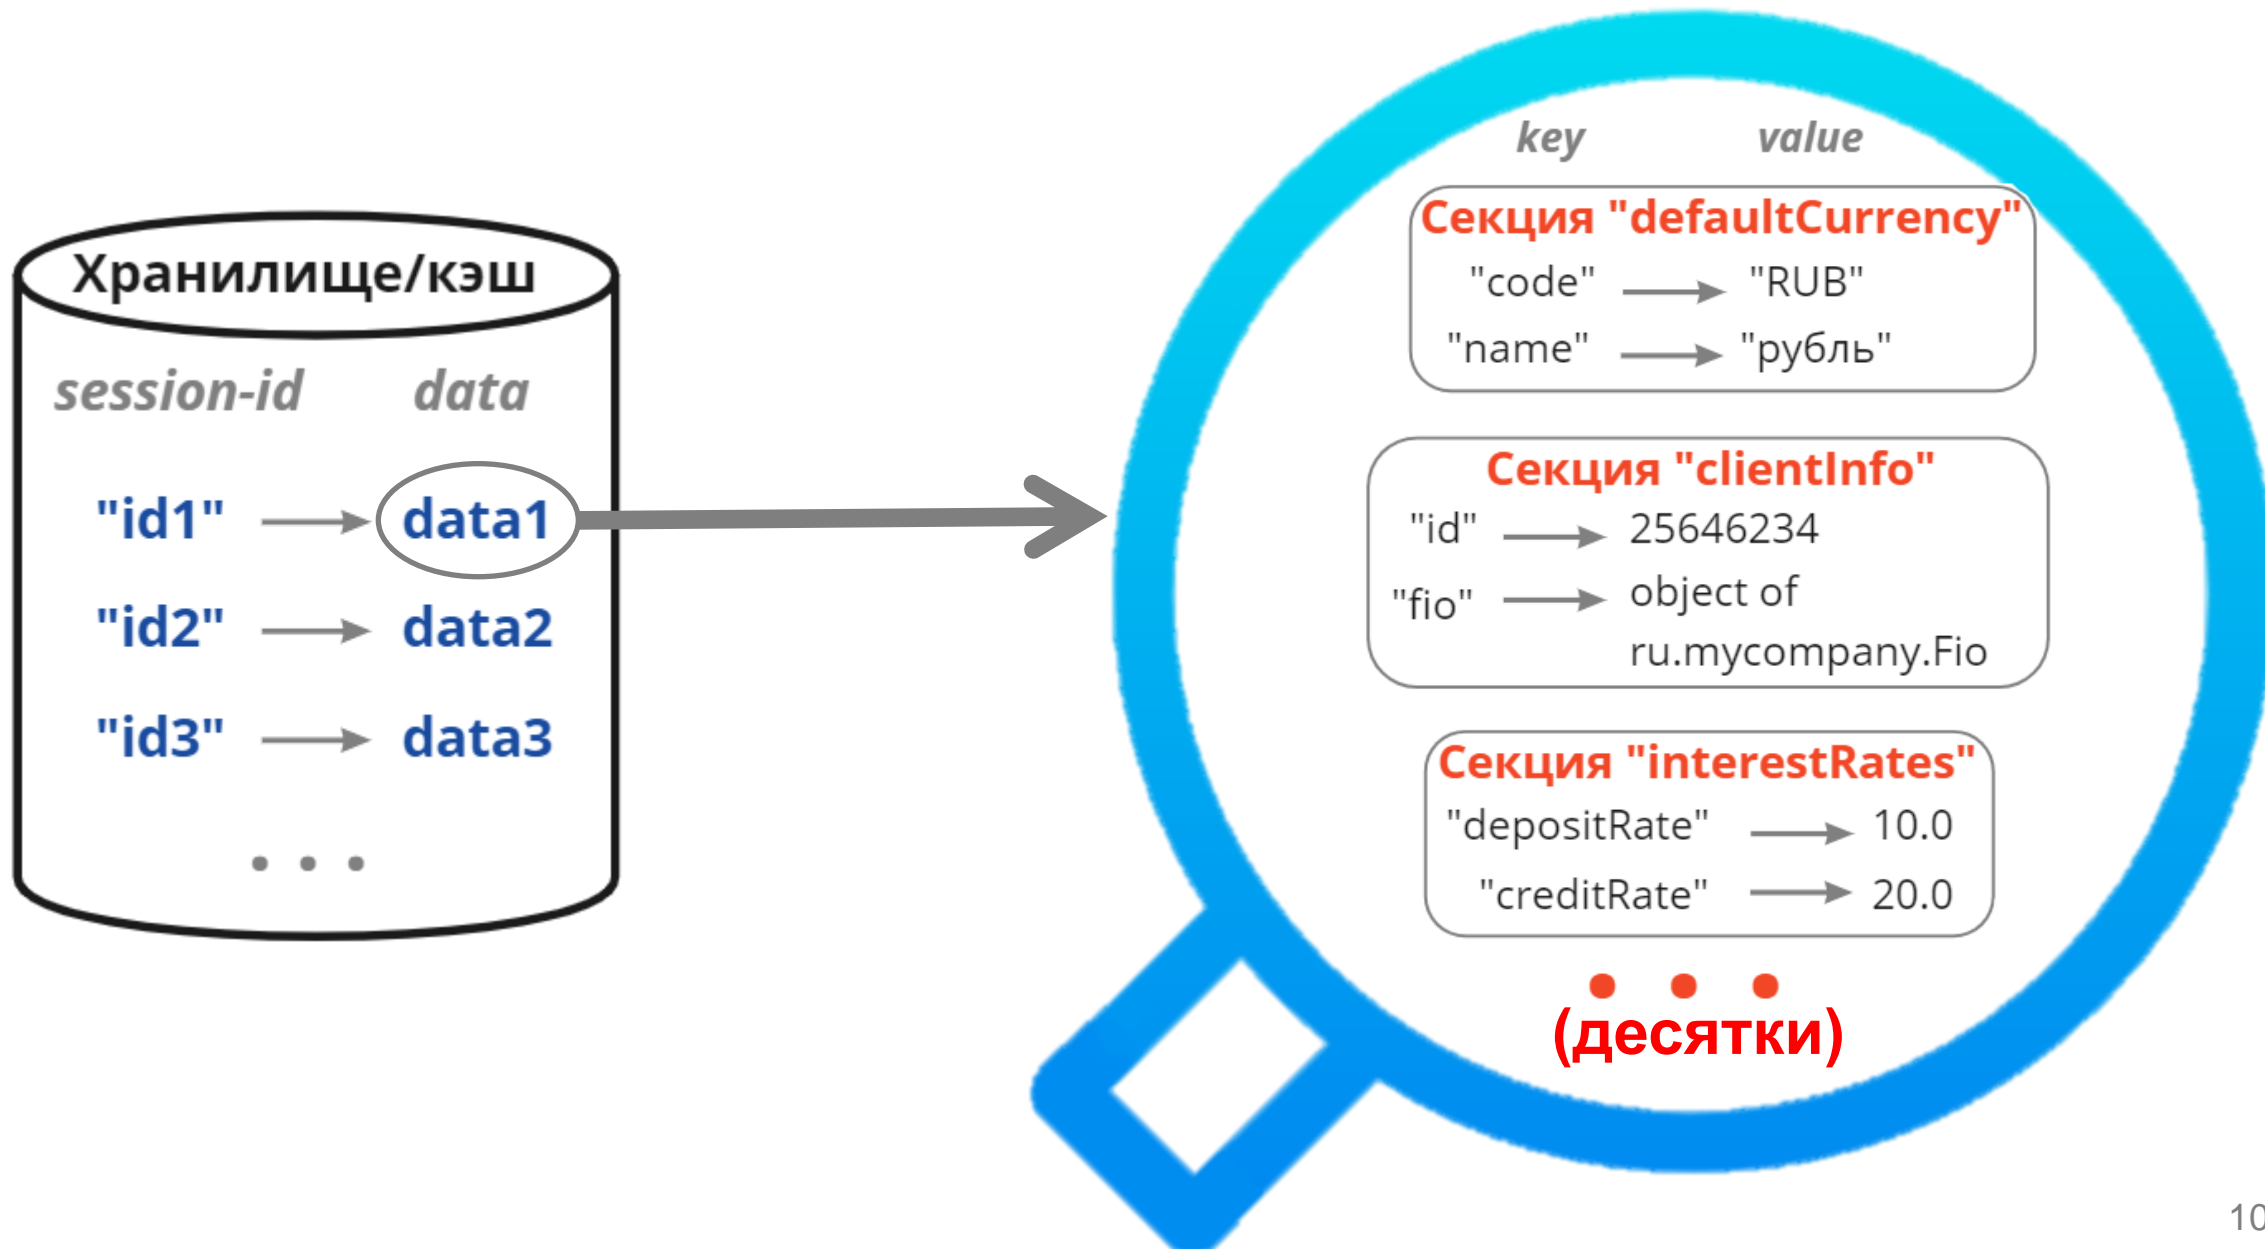 Хранилище/кэш
session-id data
"id1" data1
"id2" data2
"id3" data3
. . .
key value
Секция "defaultCurrency"
"code" "RUB"
"name" "рубль"
Секция "clientInfo"
"id" 25646234
"fio" object of
ru.mycompany.Fio
Секция "interestRates"
"depositRate" 10.0
"creditRate" 20.0
. . .
(десятки)
10